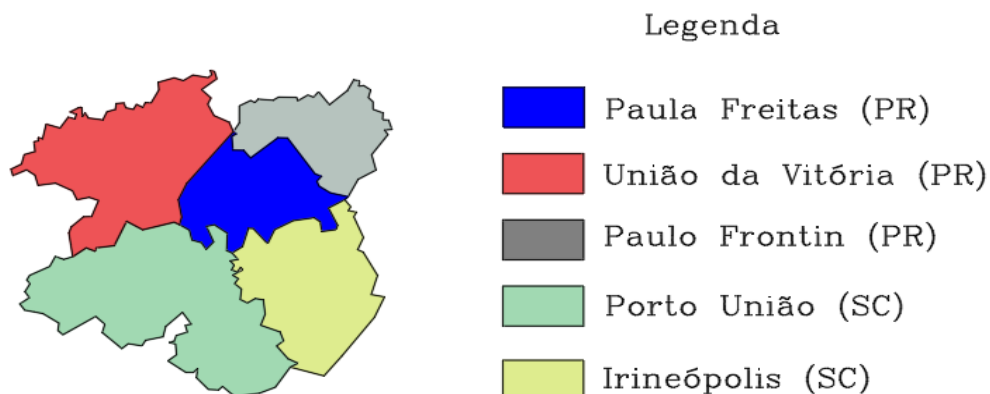 Legenda
Paula Freitas (PR)
União da Vitória (PR)
Paulo Frontin (PR)
Porto União (SC)
Irineópolis (SC)